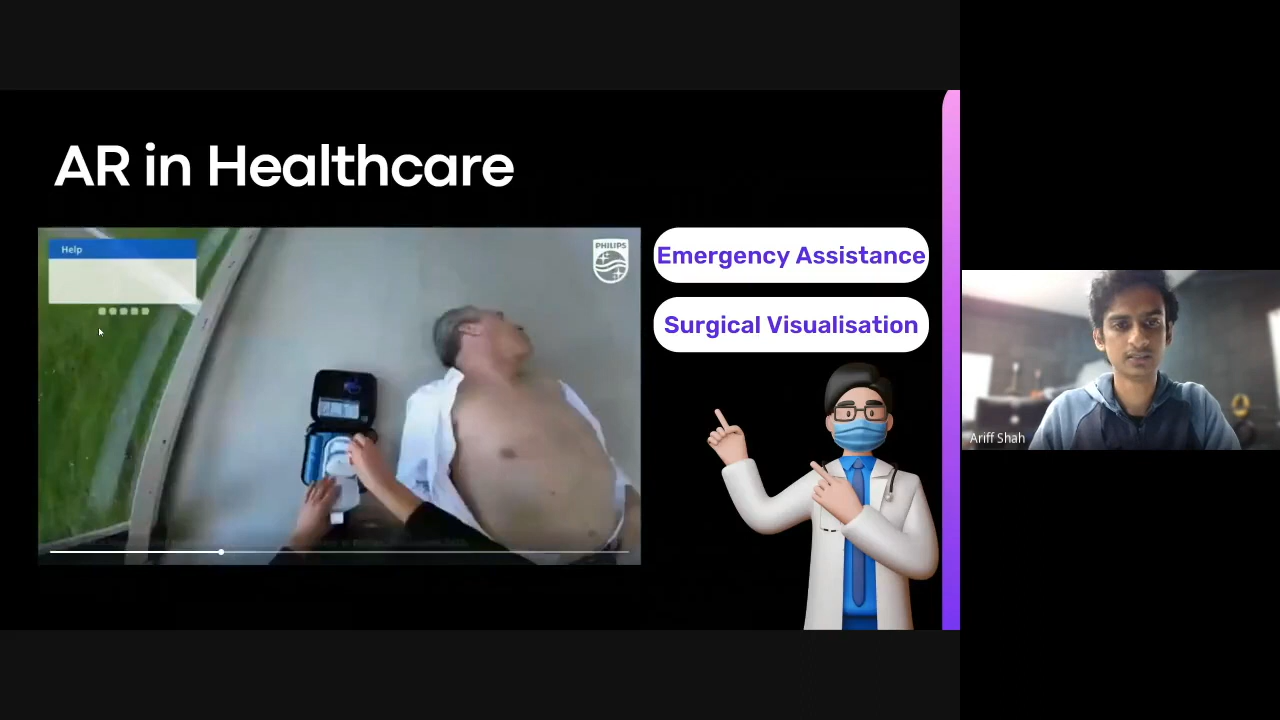 AR in Healthcare
Help
PHILIPS
Emergency Assistance
Surgical Visualisation
Ariff Shah